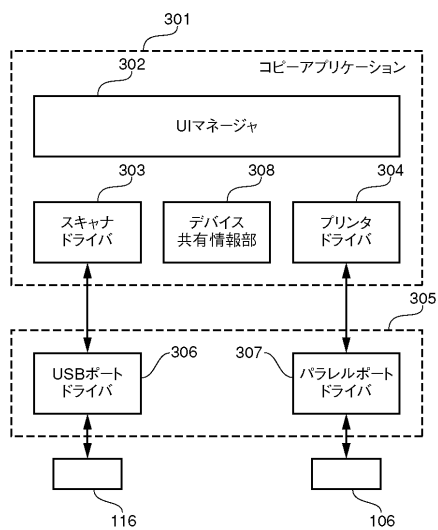 301
302
コピーアプリケーション
UIマネージャ
303
308
304
スキャナ
ドライバ
デバイス
共有情報部
プリンタ
ドライバ
305
USBポート
ドライバ
306
307
パラレルポート
ドライバ
116
106